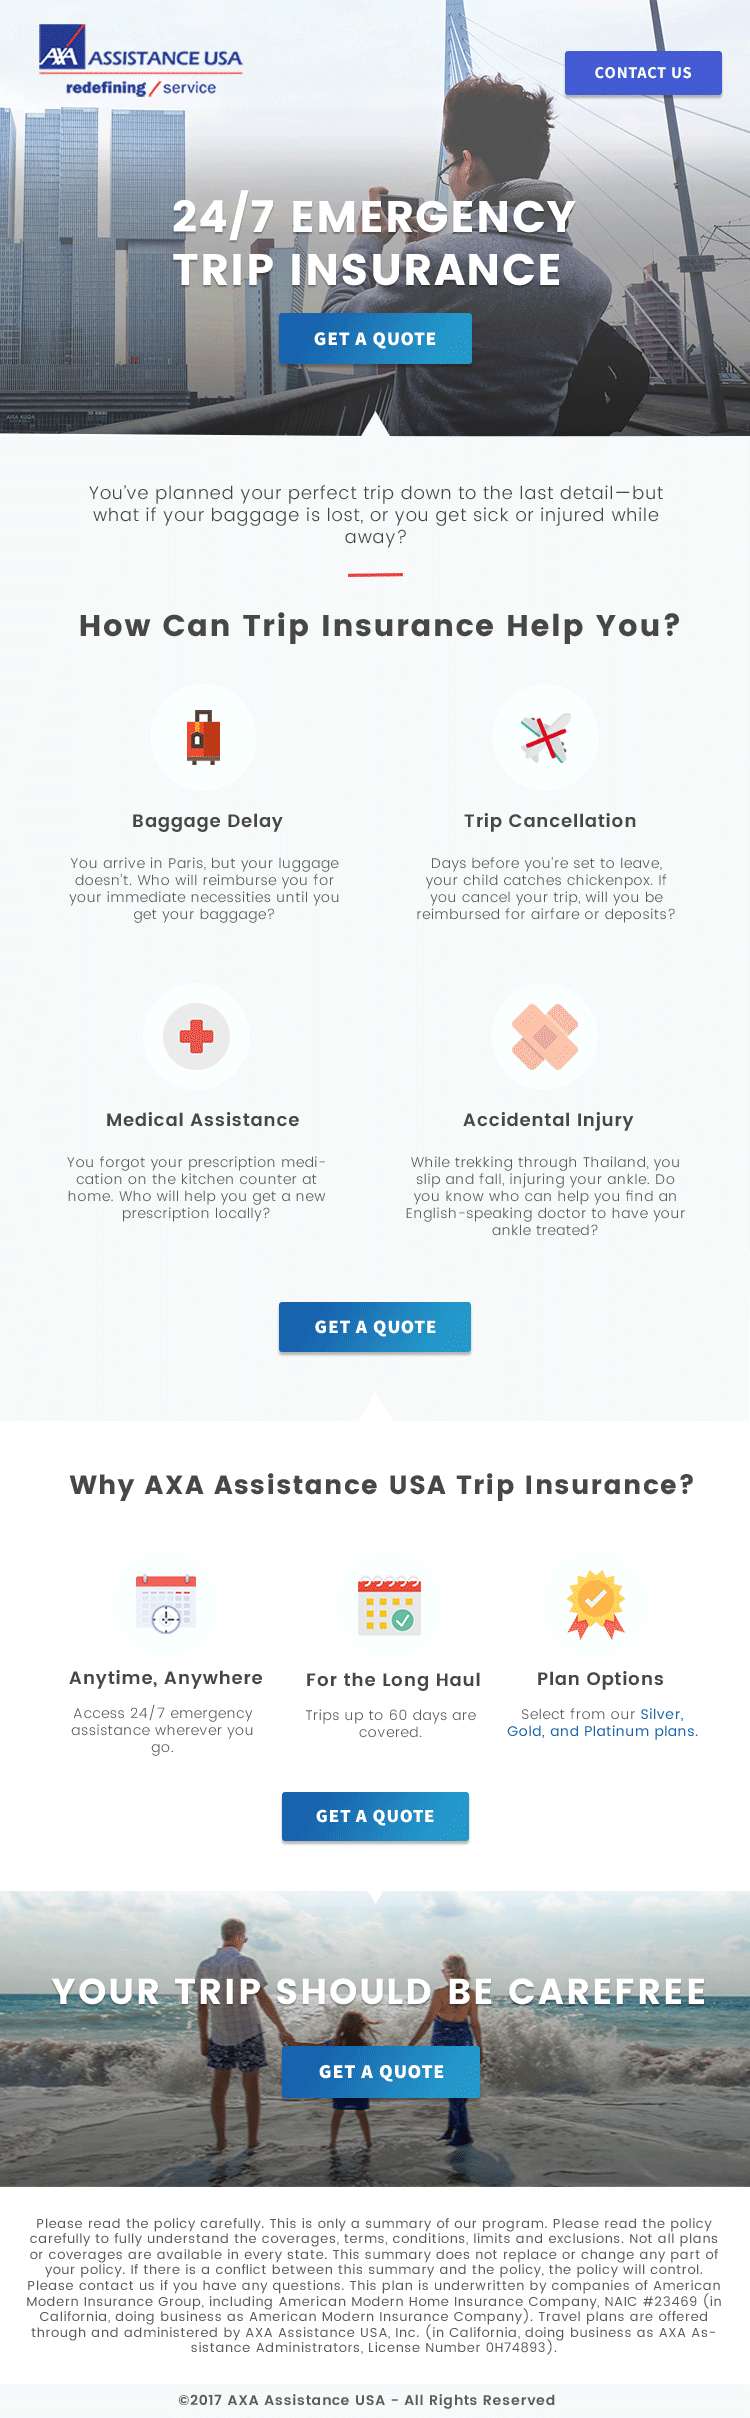 AXA
ASSISTANCE USA
redefining / service
CONTACT US
24/7 EMERGENCY
TRIP INSURANCE
GET A QUOTE
You've planned your perfect trip down to the last detail—but
what if your baggage is lost, or you get sick or injured while
away?
How Can Trip Insurance Help You?
Baggage Delay
You arrive in Paris, but your luggage
doesn't. Who will reimburse you for
your immediate necessities until you
get your baggage?
Trip Cancellation
Days before you're set to leave,
your child catches chickenpox. If
you cancel your trip, will you be
reimbursed for airfare or deposits?
Medical Assistance
You forgot your prescription medi-
cation on the kitchen counter at
home. Who will help you get a new
prescription locally?
Accidental Injury
While trekking through Thailand, you
slip and fall, injuring your ankle. Do
you know who can help you find an
English-speaking doctor to have your
ankle treated?
GET A QUOTE
Why AXA Assistance USA Trip Insurance?
Anytime, Anywhere
Access 24/7 emergency
assistance wherever you
go.
For the Long Haul
Trips up to 60 days are
covered.
Plan Options
Select from our Silver,
Gold, and Platinum plans.
GET A QUOTE
YOUR TRIP SHOULD BE CAREFREE
GET A QUOTE
Please read the policy carefully. This is only a summary of our program. Please read the policy
carefully to fully understand the coverages, terms, conditions, limits and exclusions. Not all plans
or coverages are available in every state. This summary does not replace or change any part of
your policy. If there is a conflict between this summary and the policy, the policy will control.
Please contact us if you have any questions. This plan is underwritten by companies of American
Modern Insurance Group, including American Modern Home Insurance Company, NAIC #23469 (in
California, doing business as American Modern Insurance Company). Travel plans are offered
through and administered by AXA Assistance USA, Inc. (in California, doing business as AXA As-
sistance Administrators, License Number 0H74893).
©2017 AXA Assistance USA - All Rights Reserved